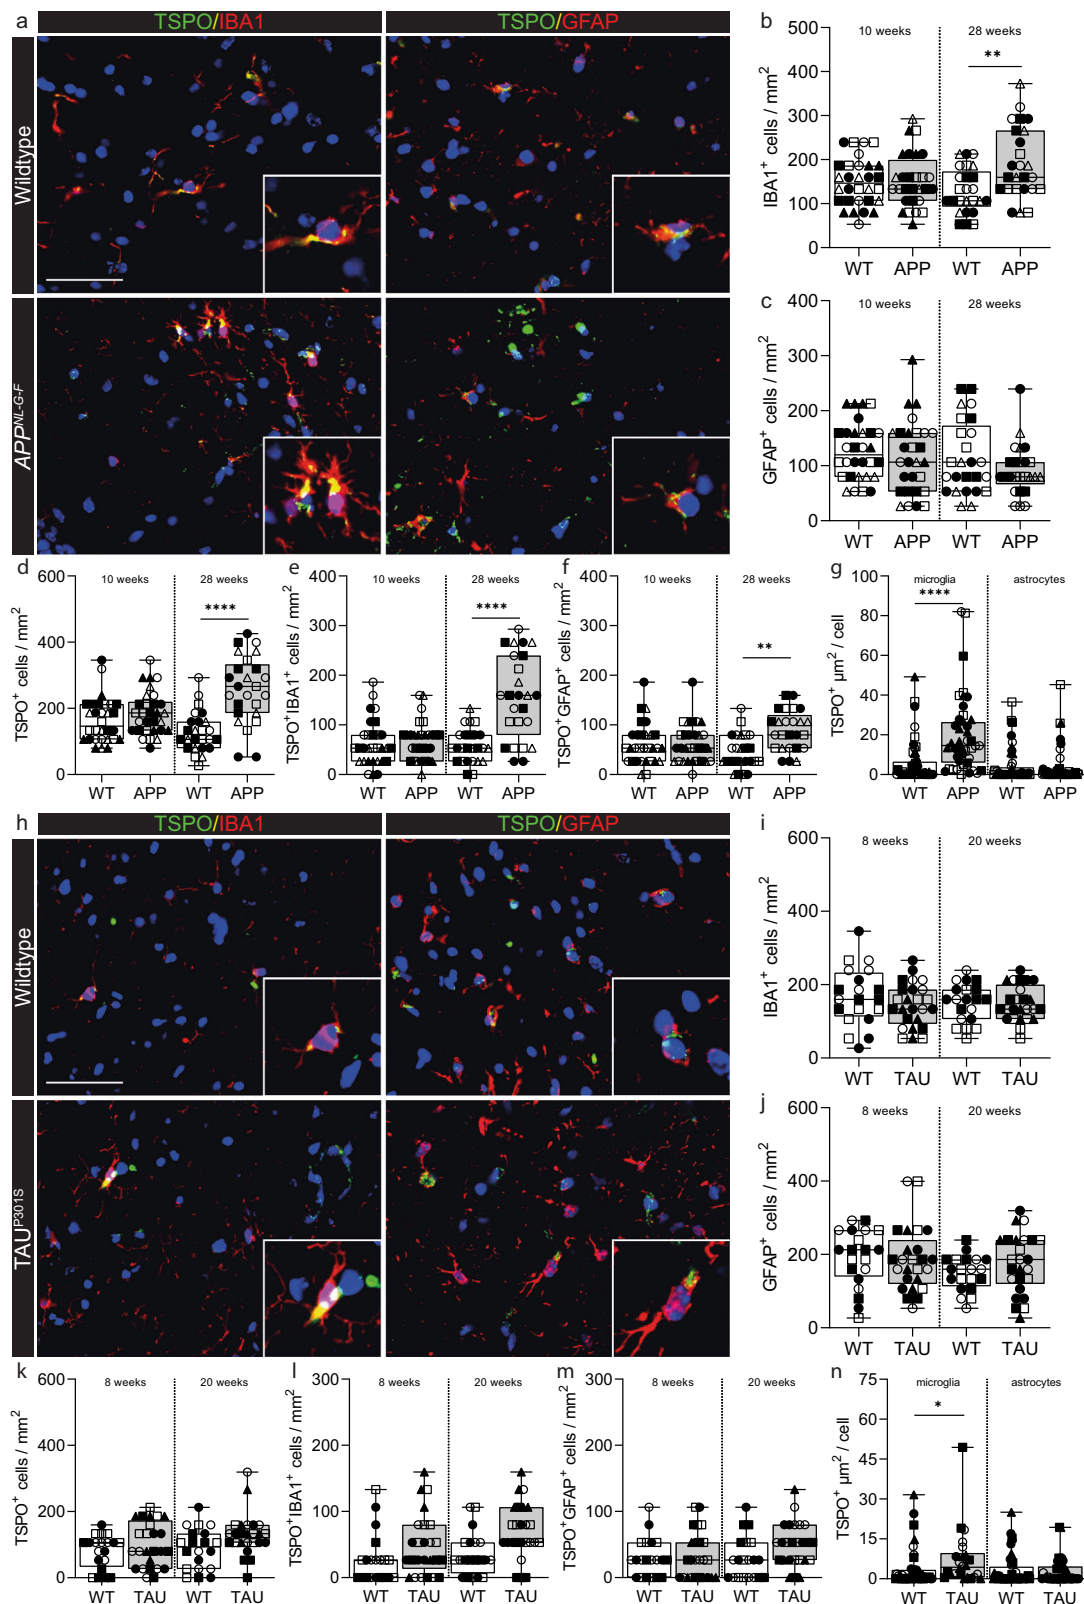 a
TSPO/IBA1
TSPO/GFAP
Wildtype
APP^NL-G-F
b
500
400
300
200
100
0
IBA1+ cells / mm2
10 weeks
28 weeks
**
WT APP WT APP
c
400
300
200
100
0
GFAP+ cells / mm2
10 weeks
28 weeks
WT APP WT APP
d
600
400
200
0
TSPO+ cells / mm2
10 weeks
28 weeks
****
WT APP WT APP
e
400
300
200
100
0
TSPO+IBA1+ cells / mm2
10 weeks
28 weeks
****
WT APP WT APP
f
400
300
200
100
0
TSPO+GFAP+ cells / mm2
10 weeks
28 weeks
**
WT APP WT APP
g
100
80
60
40
20
0
TSPO+ µm2 / cell
microglia
astrocytes
****
WT APP WT APP
h
TSPO/IBA1
TSPO/GFAP
Wildtype
TAU^P301S
i
600
400
200
0
IBA1+ cells / mm2
8 weeks
20 weeks
WT TAU WT TAU
j
600
400
200
0
GFAP+ cells / mm2
8 weeks
20 weeks
WT TAU WT TAU
k
600
400
200
0
TSPO+ cells / mm2
8 weeks
20 weeks
WT TAU WT TAU
l
300
200
100
0
TSPO+IBA1+ cells / mm2
8 weeks
20 weeks
WT TAU WT TAU
m
300
200
100
0
TSPO+GFAP+ cells / mm2
8 weeks
20 weeks
WT TAU WT TAU
n
75
60
45
30
15
0
TSPO+ µm2 / cell
microglia
astrocytes
*
WT TAU WT TAU